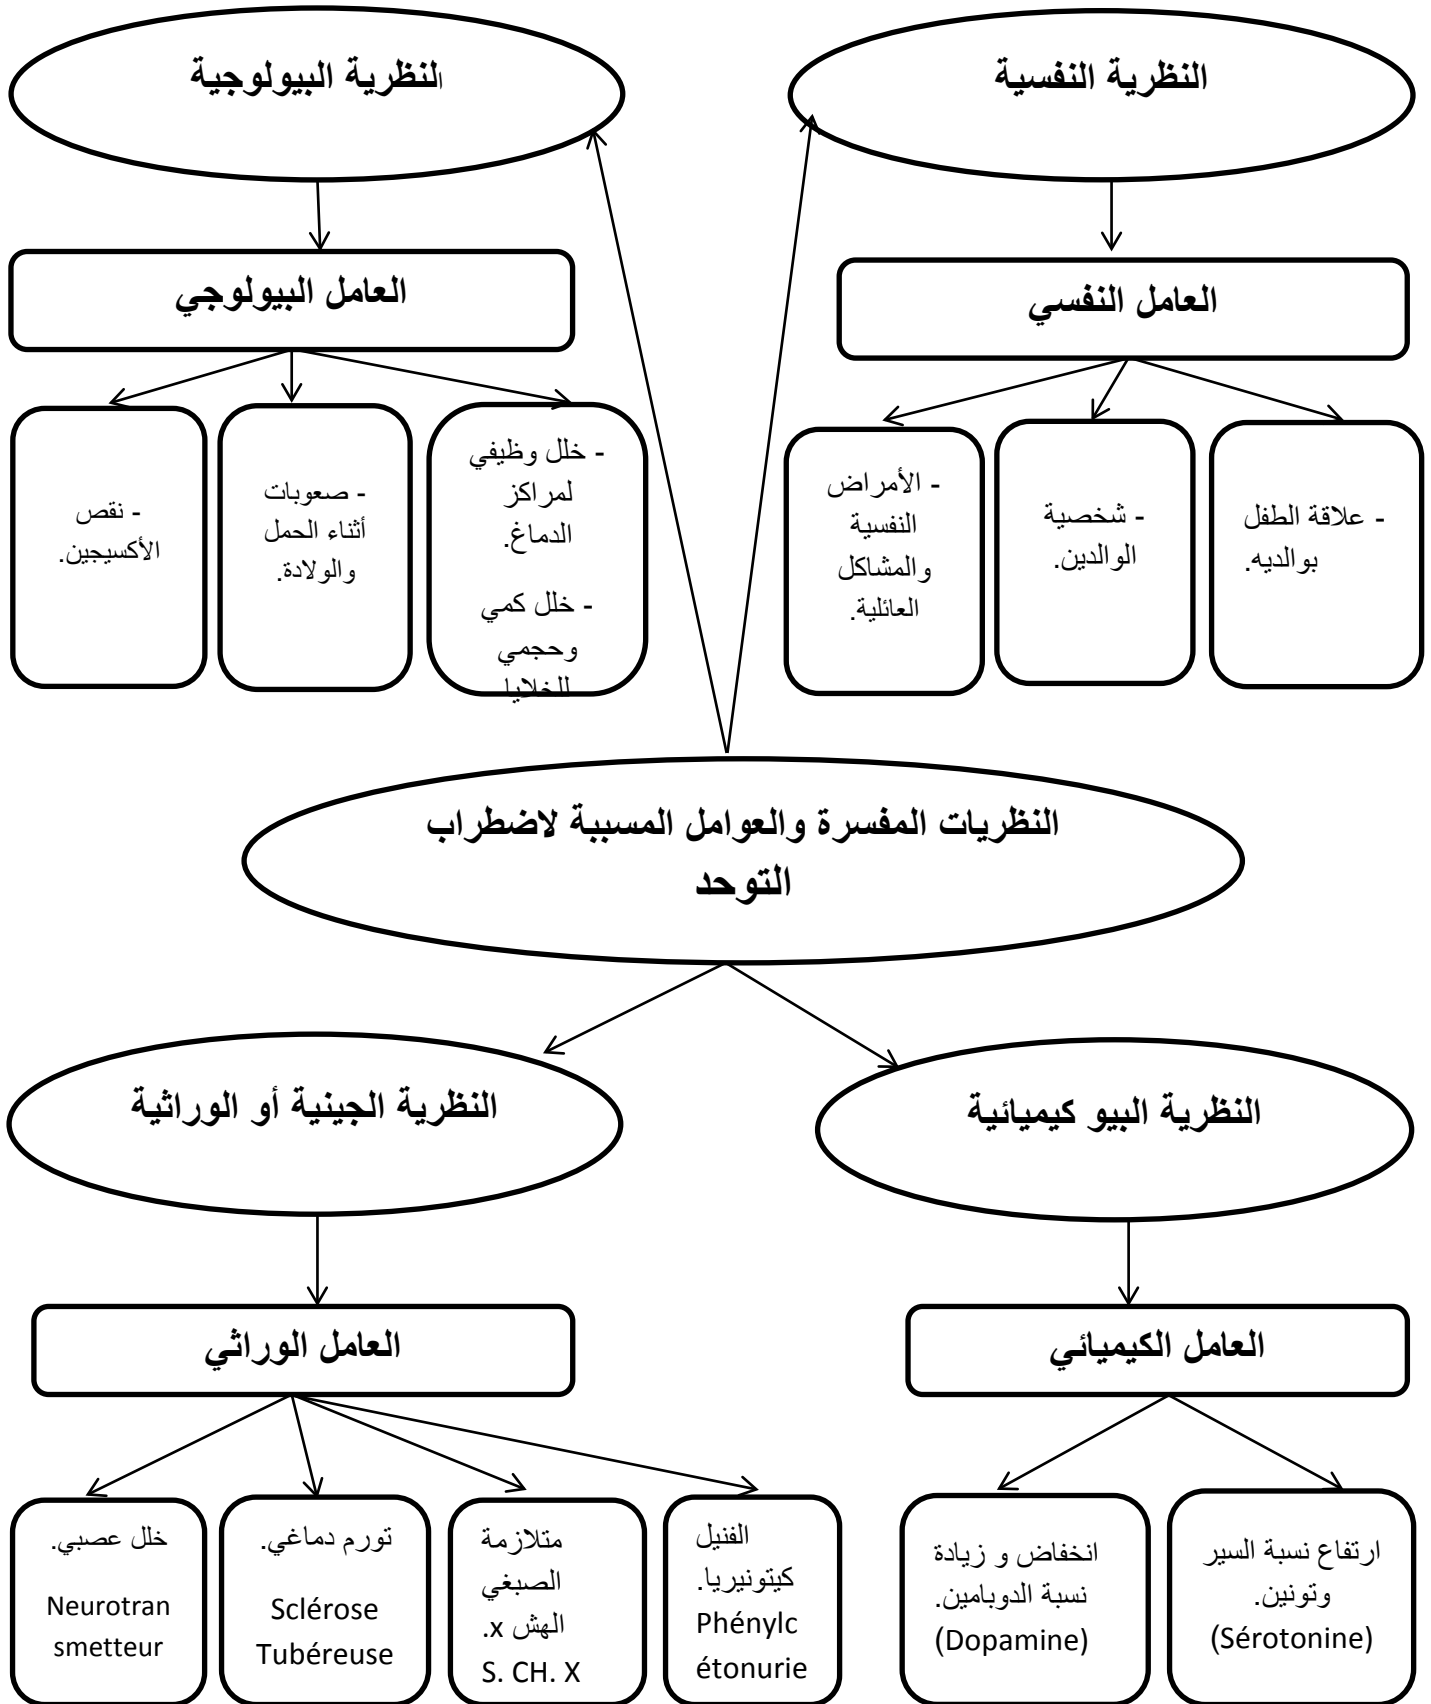 النظرية النفسية
النظرية البيولوجية
العامل النفسي
العامل البيولوجي
- علاقة الطفل
بوالديه.
- شخصية
الوالدين.
- الأمراض
النفسية
والمشاكل
العائلية.
- خلل وظيفي
لمراكز
الدماغ.
- خلل كمي
وحجمي
للخلايا
- صعوبات
أثناء الحمل
والولادة.
- نقص
الأكسيجين.
النظريات المفسرة والعوامل المسببة لاضطراب
التوحد
النظرية البيو كيميائية
النظرية الجينية أو الوراثية
العامل الكيميائي
العامل الوراثي
ارتفاع نسبة السير
وتونين.
(Sérotonine)
انخفاض و زيادة
نسبة الدوبامين.
(Dopamine)
الفنيل
كيتونيريا.
Phénylc
étonurie
متلازمة
الصبغي
الهش x.
S. CH. X
تورم دماغي.
Sclérose
Tubéreuse
خلل عصبي.
Neurotran
smetteur